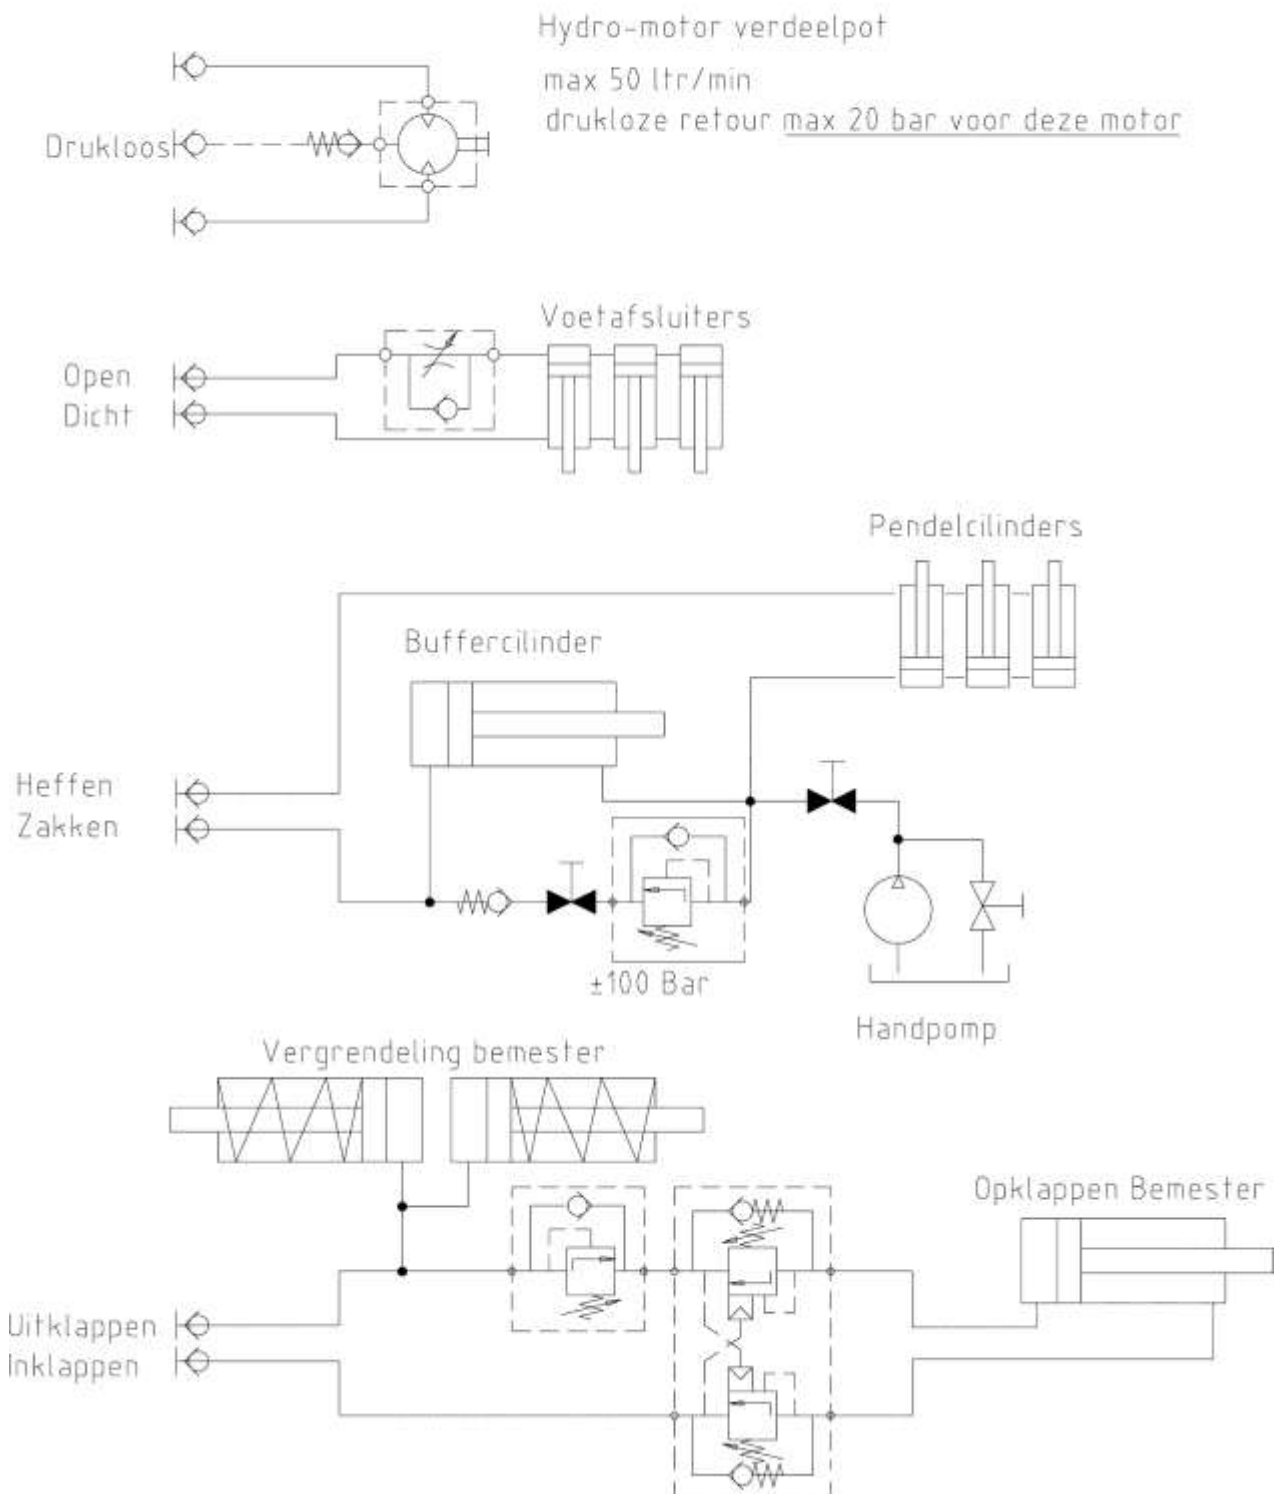 Hydro-motor verdeelpot
max 50 ltr/min
drukloze retour max 20 bar voor deze motor
Drukloos
Voetafsluiters
Open
Dicht
Pendelcilinders
Buffercilinder
Heffen
Zakken
±100 Bar
Handpomp
Vergrendeling bemester
Opklappen Bemester
Uitklappen
Inklappen